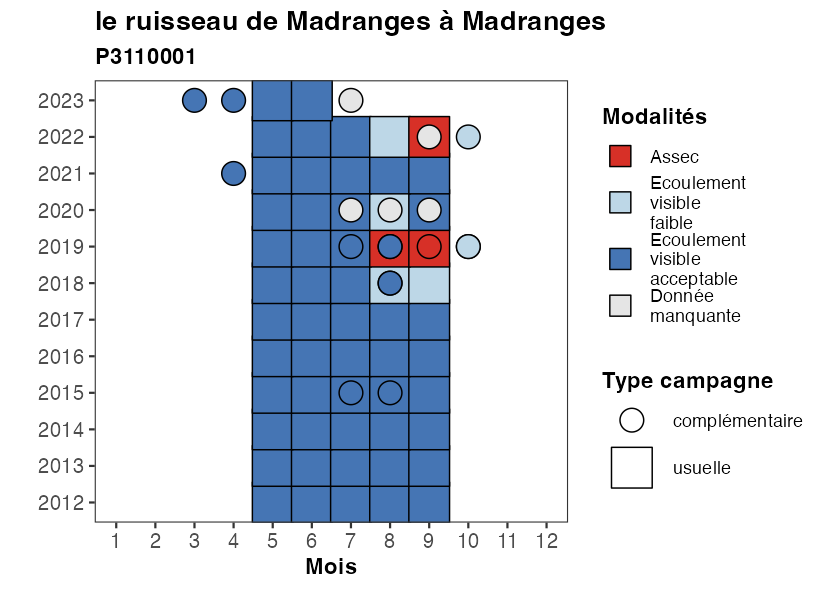 le ruisseau de Madranges à Madranges
P3110001
2023
2022
2021
2020
2019
2018
2017
2016
2015
2014
2013
2012
1 2 3 4 5 6 7 8 9 10 11 12
Mois
Modalités
Assec
Ecoulement
visible
faible
Ecoulement
visible
acceptable
Donnée
manquante
Type campagne
complémentaire
usuelle